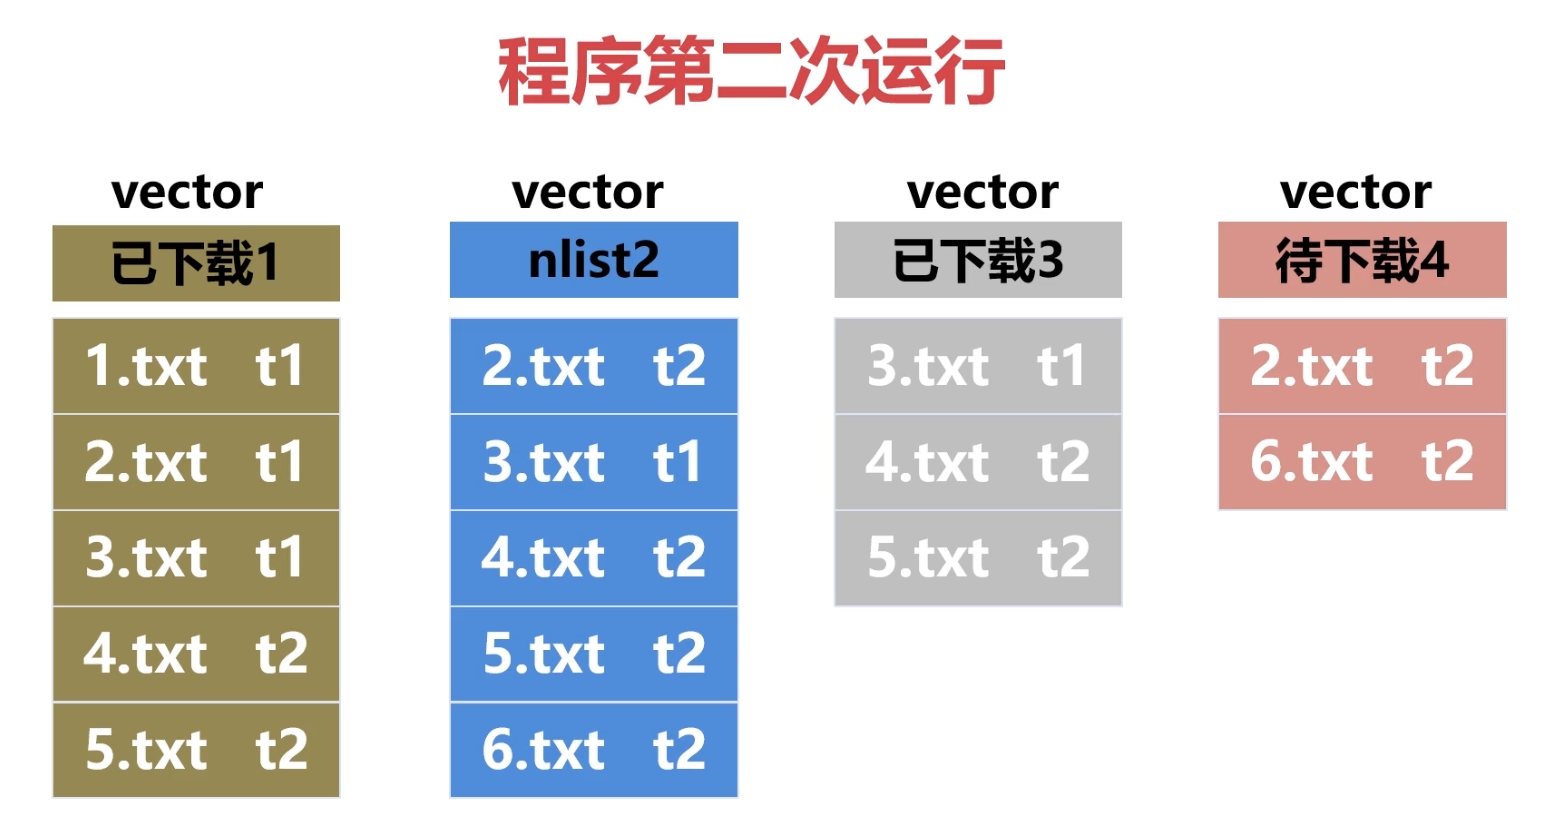 程序第二次运行
vector
已下载1
1.txt t1
2.txt t1
3.txt t1
4.txt t2
5.txt t2
vector
nlist2
2.txt t2
3.txt t1
4.txt t2
5.txt t2
6.txt t2
vector
已下载3
3.txt t1
4.txt t2
5.txt t2
vector
待下载4
2.txt t2
6.txt t2